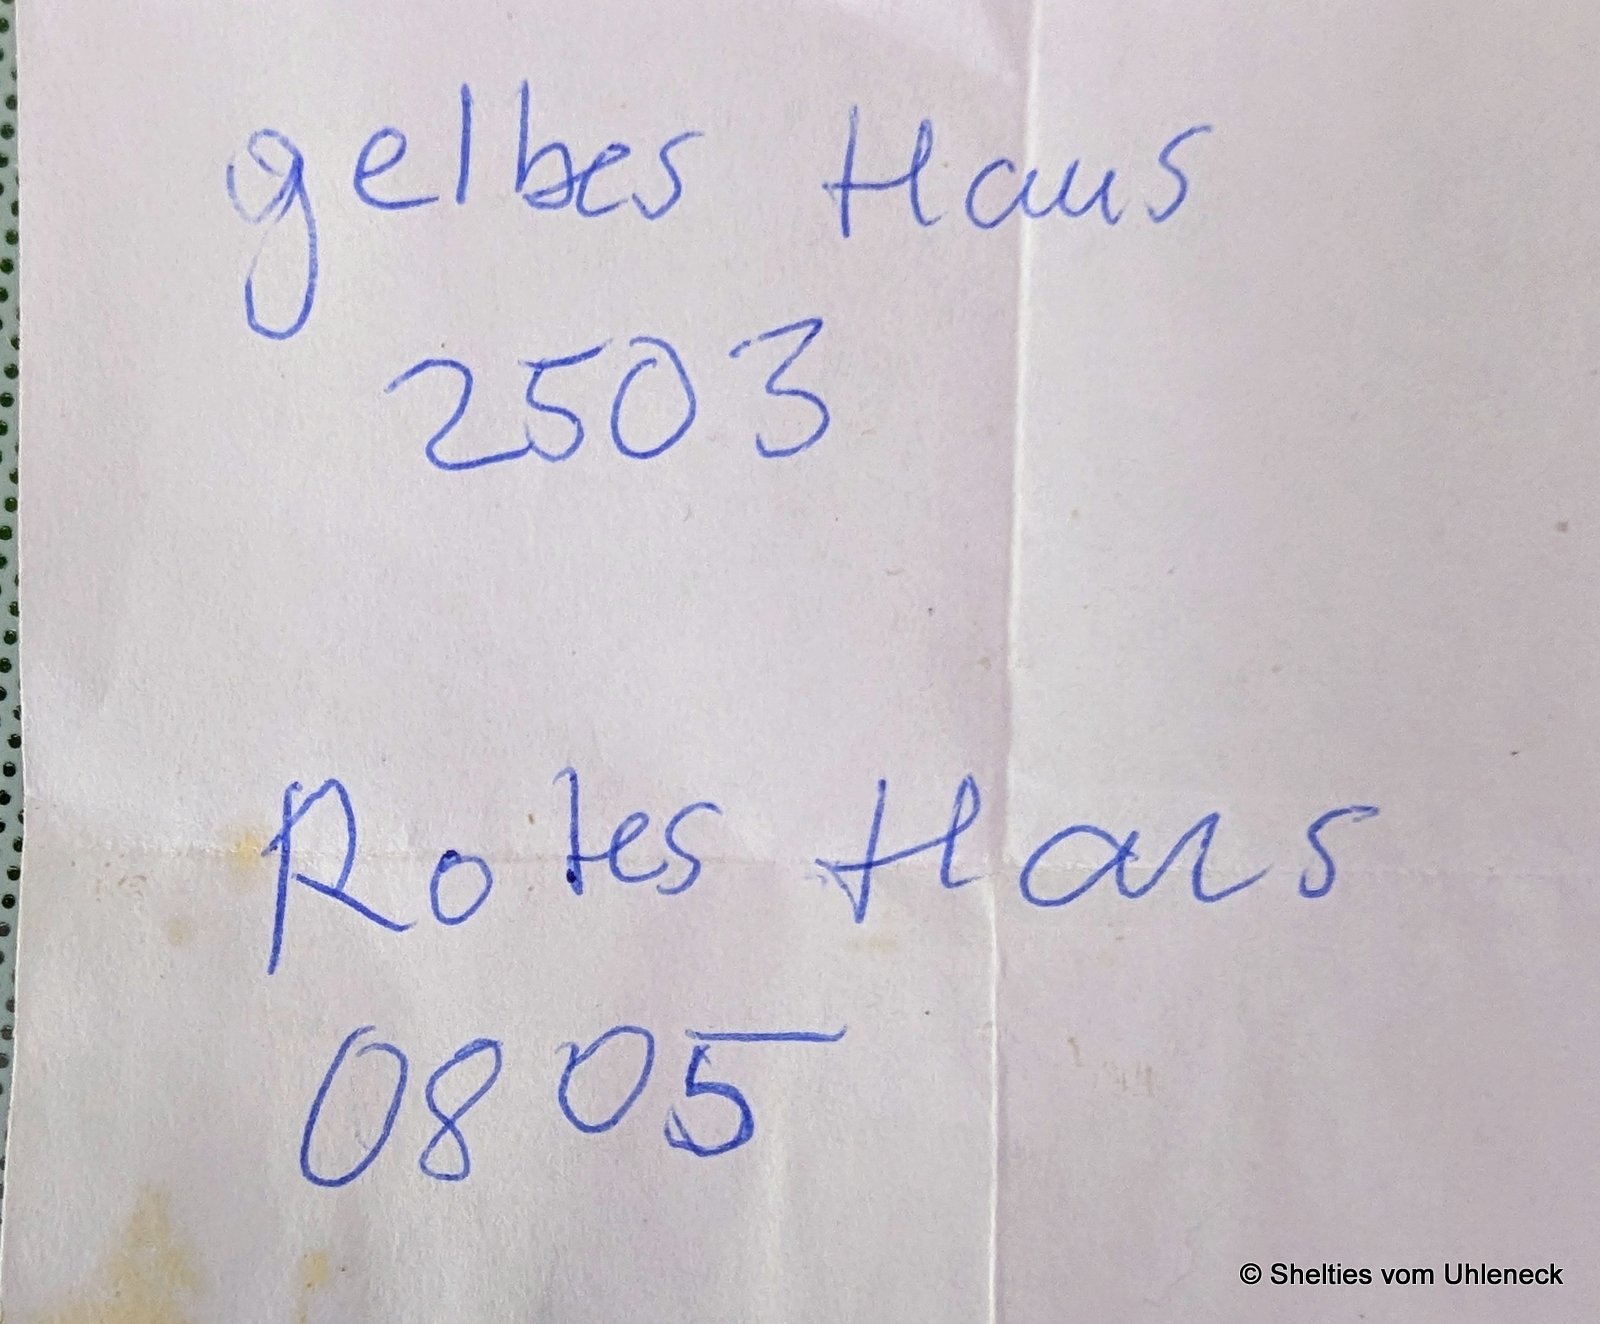 gelbes Haus
2503
Rotes Haus
0805
© Shelties vom Uhleneck